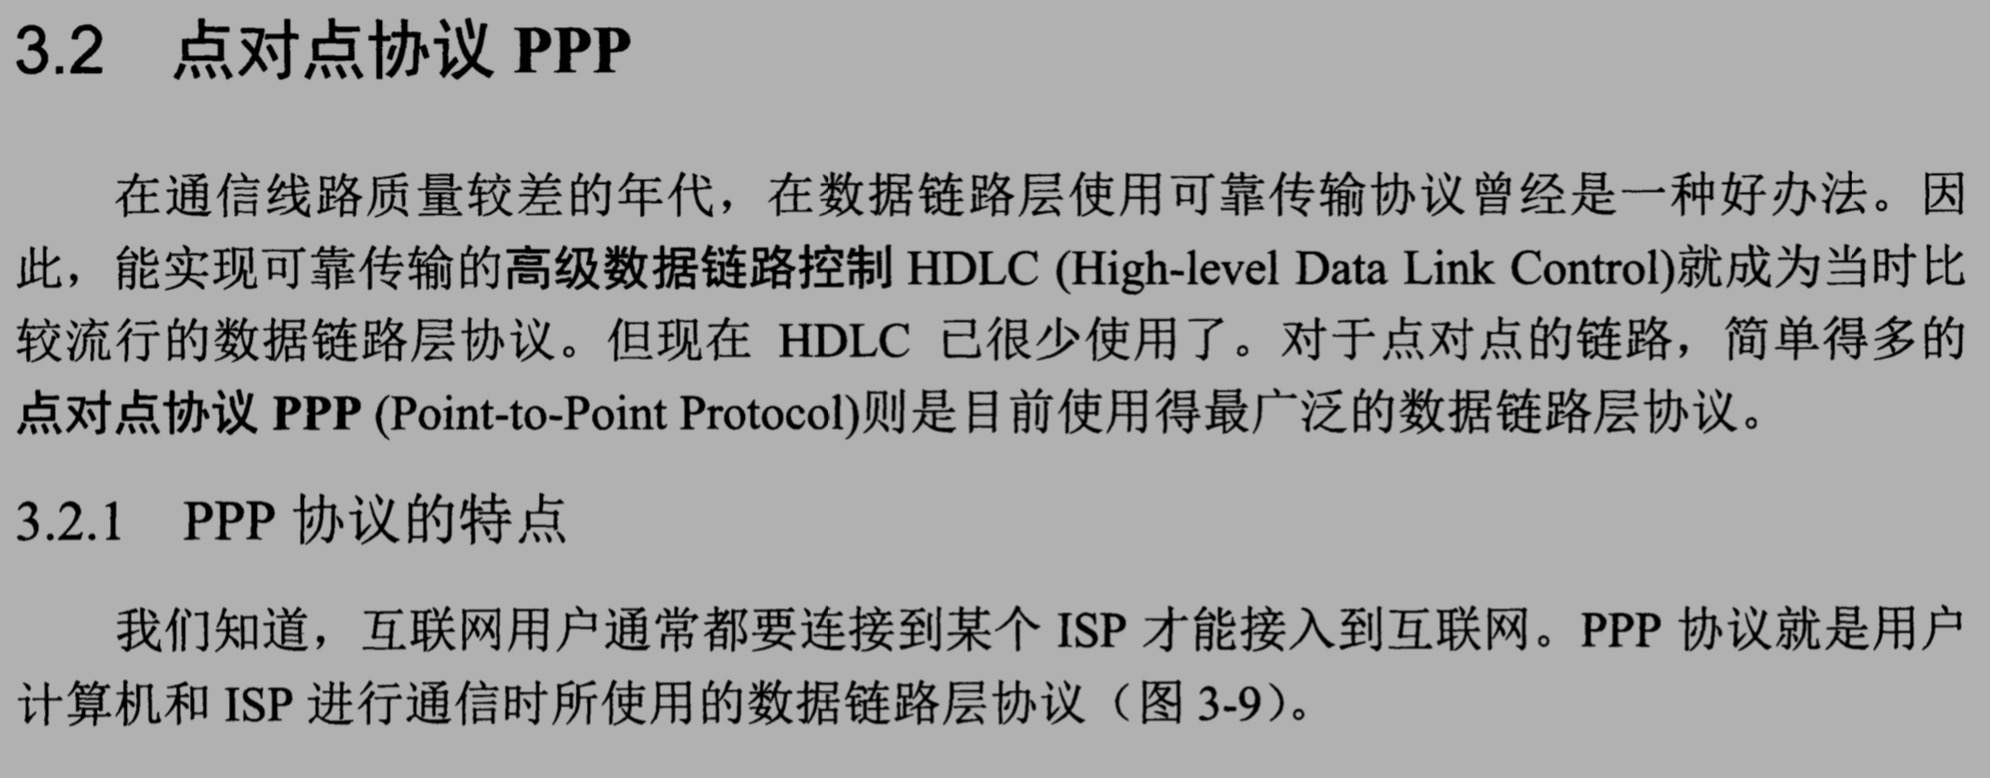 3.2 点对点协议 PPP
在通信线路质量较差的年代，在数据链路层使用可靠传输协议曾经是一种好办法。因
此，能实现可靠传输的高级数据链路控制 HDLC (High-level Data Link Control)就成为当时比
较流行的数据链路层协议。但现在 HDLC 已很少使用了。对于点对点的链路，简单得多的
点对点协议 PPP (Point-to-Point Protocol)则是目前使用得最广泛的数据链路层协议。
3.2.1 PPP 协议的特点
我们知道，互联网用户通常都要连接到某个 ISP 才能接入到互联网。PPP 协议就是用户
计算机和 ISP 进行通信时所使用的数据链路层协议（图 3-9）。